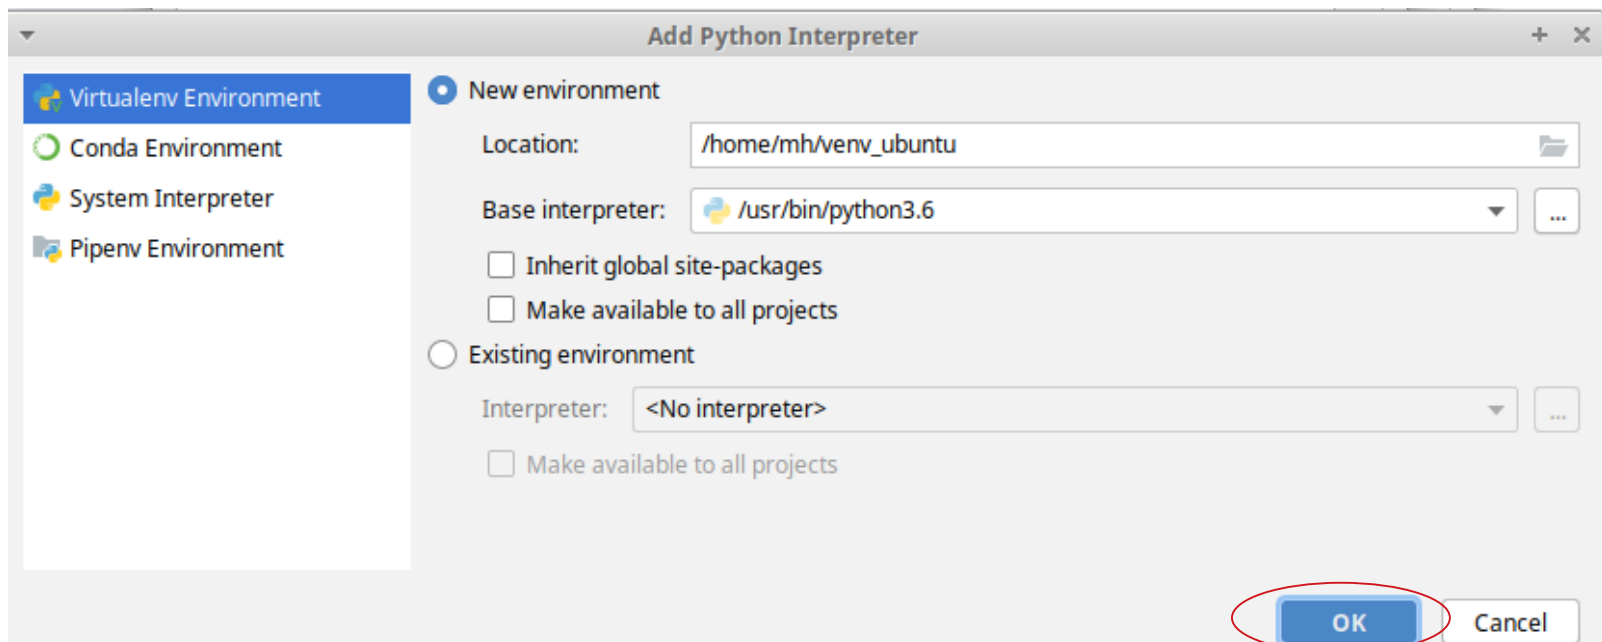 Add Python Interpreter
Virtualenv Environment
Conda Environment
System Interpreter
Pipenv Environment
New environment
Location: /home/mh/venv_ubuntu
Base interpreter: /usr/bin/python3.6 ...
Inherit global site-packages
Make available to all projects
Existing environment
Interpreter: <No interpreter> ...
Make available to all projects
OK Cancel